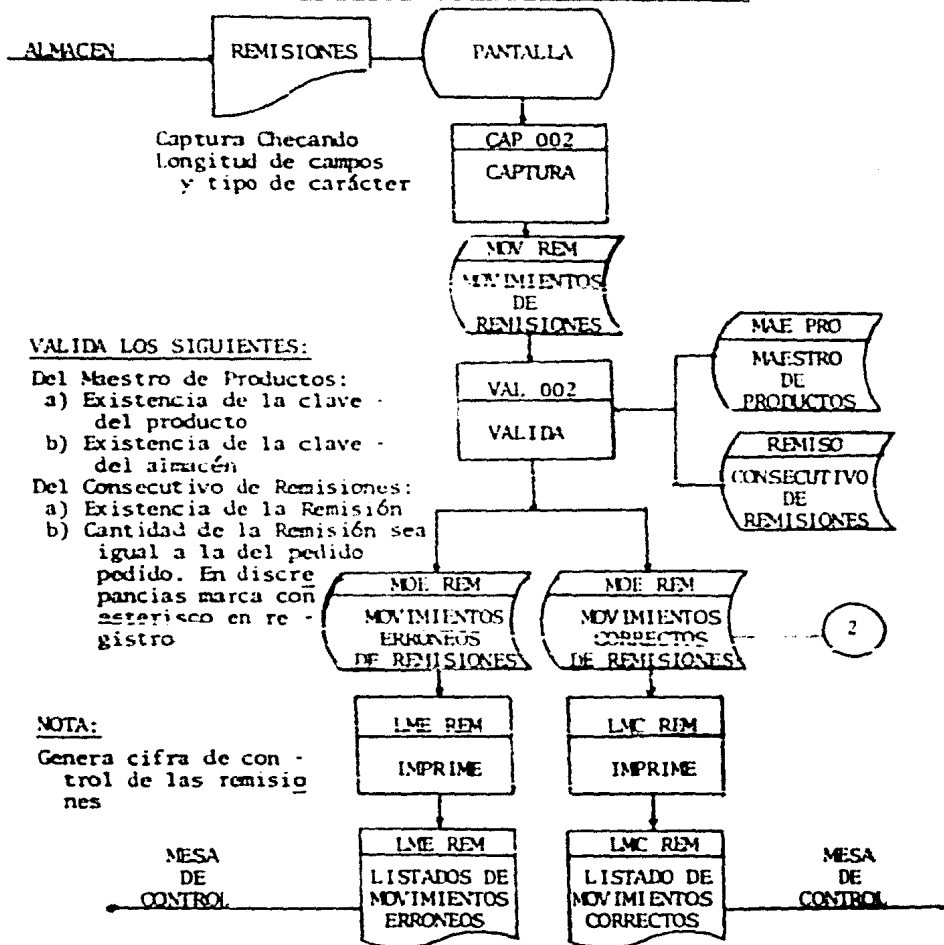 ALMACEN
REMISIONES
PANTALLA
Captura Checando
Longitud de campos
y tipo de carácter
CAP 002
CAPTURA
MOV REM
MOVIMIENTOS
DE
REMISIONES
VALIDA LOS SIGUIENTES:
Del Maestro de Productos:
a) Existencia de la clave -
del producto
b) Existencia de la clave -
del almacén
Del Consecutivo de Remisiones:
a) Existencia de la Remisión
b) Cantidad de la Remisión sea
igual a la del pedido
pedido. En discre
pancias marca con
asterisco en re -
gistro
VAL 002
VALIDA
MAE PRO
MAESTRO
DE
PRODUCTOS
REMISO
CONSECUTIVO
DE
REMISIONES
MOE REM
MOVIMIENTOS
ERRONEOS
DE REMISIONES
MOE REM
MOVIMIENTOS
CORRECTOS
DE REMISIONES
2
NOTA:
Genera cifra de con -
trol de las remisio
nes
LME REM
IMPRIME
LMC REM
IMPRIME
MESA
DE
CONTROL
LME REM
LISTADOS DE
MOVIMIENTOS
ERRONEOS
LMC REM
LISTADO DE
MOVIMIENTOS
CORRECTOS
MESA
DE
CONTROL